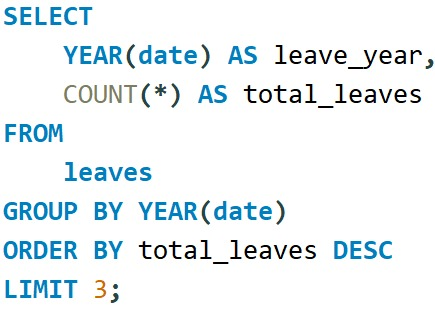 SELECT
    YEAR(date) AS leave_year,
    COUNT(*) AS total_leaves
FROM
    leaves
GROUP BY YEAR(date)
ORDER BY total_leaves DESC
LIMIT 3;